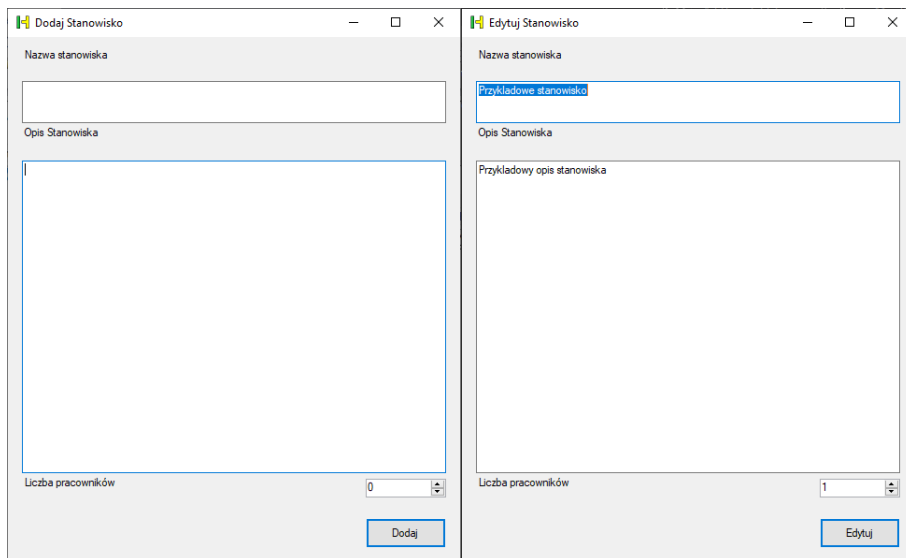 Dodaj Stanowisko
Nazwa stanowiska
Opis Stanowiska
Liczba pracowników
0
Dodaj
Edytuj Stanowisko
Nazwa stanowiska
Przykladowe stanowisko
Opis Stanowiska
Przykladowy opis stanowiska
Liczba pracowników
1
Edytuj